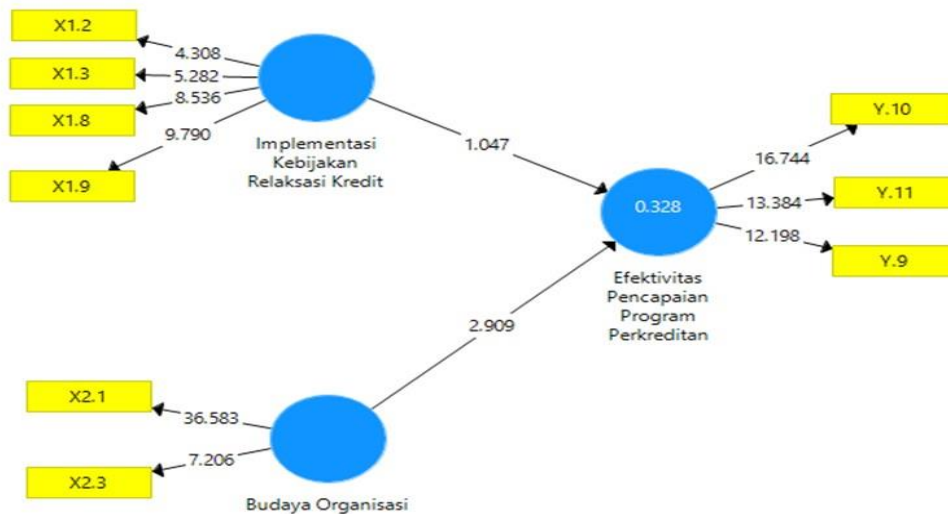 X1.2
4.308
X1.3
5.282
X1.8
8.536
9.790
X1.9
Implementasi
Kebijakan
Relaksasi Kredit
1.047
Y.10
16.744
0.328
13.384
Y.11
12.198
Y.9
Efektivitas
Pencapaian
Program
Perkreditan
2.909
X2.1
36.583
7.206
X2.3
Budaya Organisasi